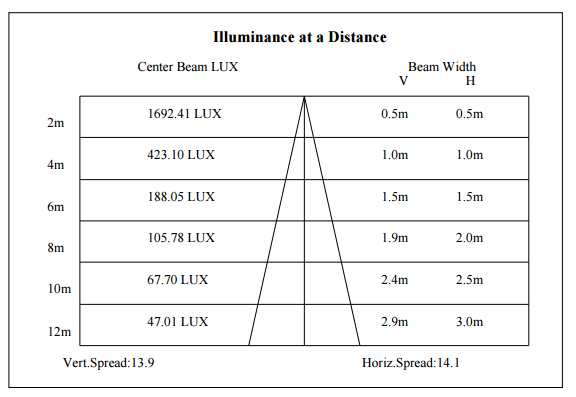 Illuminance at a Distance
Center Beam LUX Beam Width
V H
1692.41 LUX 0.5m 0.5m
2m
423.10 LUX 1.0m 1.0m
4m
188.05 LUX 1.5m 1.5m
6m
105.78 LUX 1.9m 2.0m
8m
67.70 LUX 2.4m 2.5m
10m
47.01 LUX 2.9m 3.0m
12m
Vert.Spread:13.9 Horiz.Spread:14.1